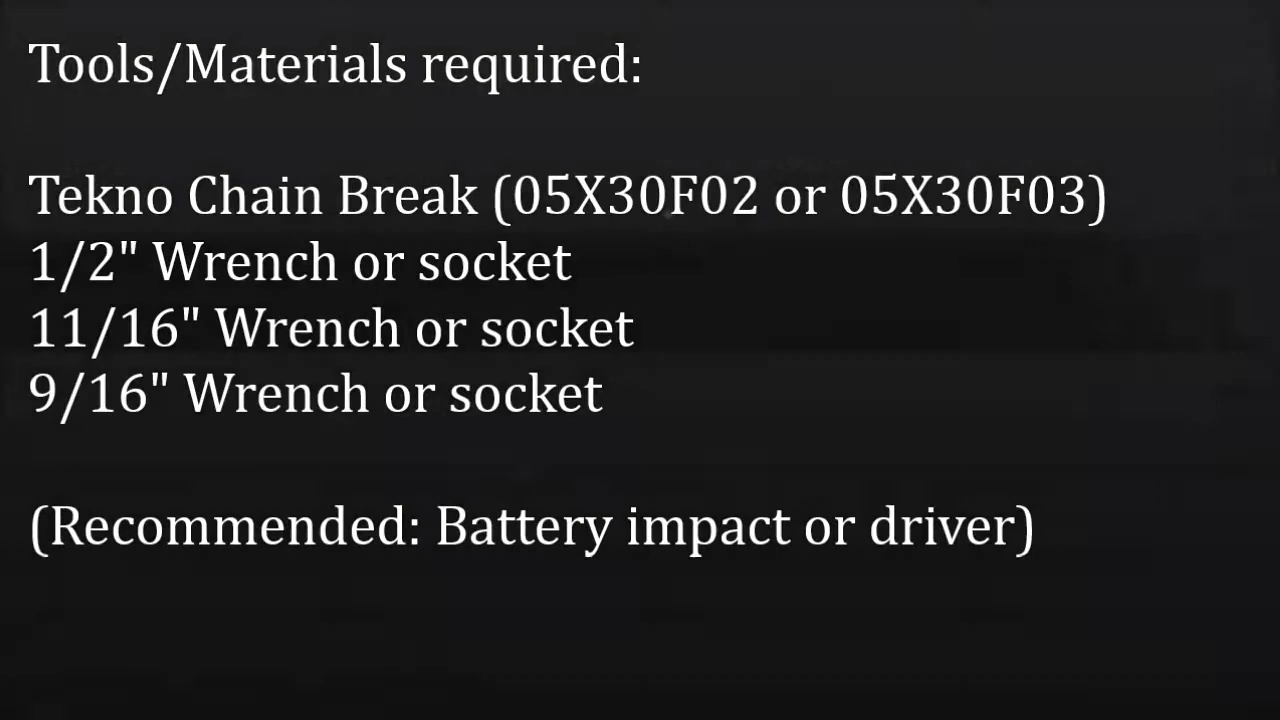 Tools/Materials required:
Tekno Chain Break (05X30F02 or 05X30F03)
1/2" Wrench or socket
11/16" Wrench or socket
9/16" Wrench or socket
(Recommended: Battery impact or driver)